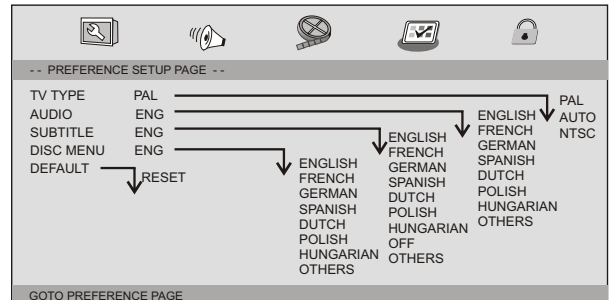 - - PREFERENCE SETUP PAGE - -
TV TYPE PAL
AUDIO ENG
SUBTITLE ENG
DISC MENU ENG
DEFAULT
RESET
ENGLISH
FRENCH
GERMAN
SPANISH
DUTCH
POLISH
HUNGARIAN
OTHERS
ENGLISH
FRENCH
GERMAN
SPANISH
DUTCH
POLISH
HUNGARIAN
OFF
OTHERS
ENGLISH
FRENCH
GERMAN
SPANISH
DUTCH
POLISH
HUNGARIAN
OTHERS
PAL
AUTO
NTSC
GOTO PREFERENCE PAGE